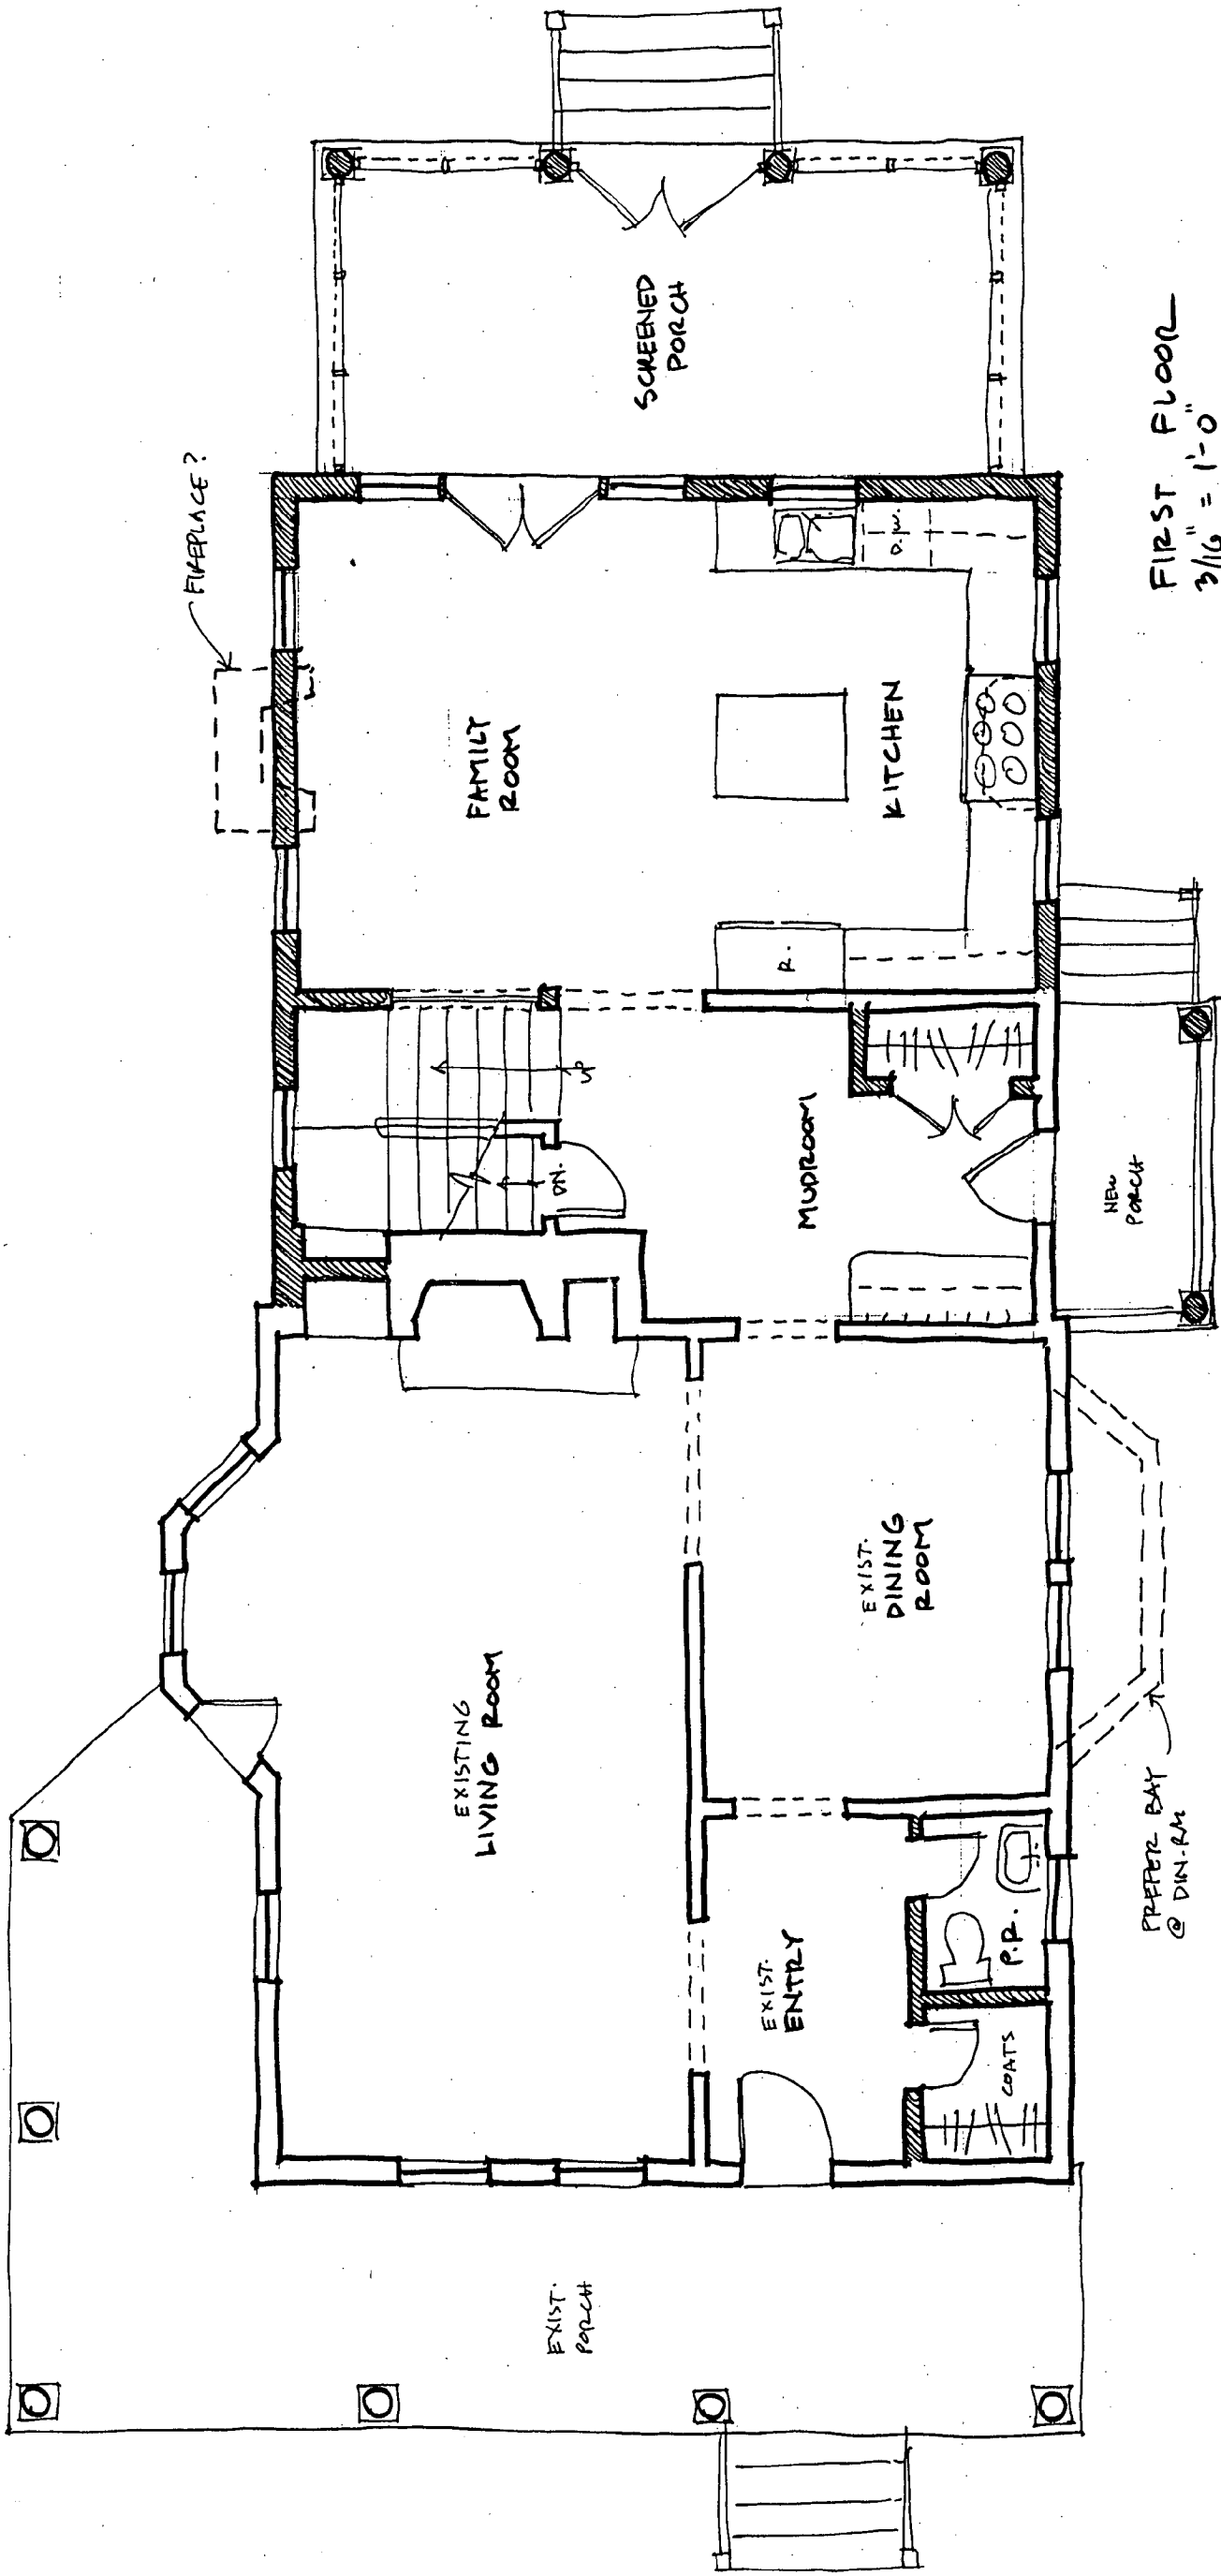 FIREPLACE?
SCREENED
PORCH
FAMILY
ROOM
KITCHEN
D.W.
R.
UP
DN.
MUDROOM
NEW
PORCH
EXISTING
LIVING ROOM
EXIST.
DINING
ROOM
EXIST.
ENTRY
P.R.
COATS
PREFER BAY
@ DIN. RM
EXIST.
PORCH
FIRST FLOOR
3/16" = 1'-0"